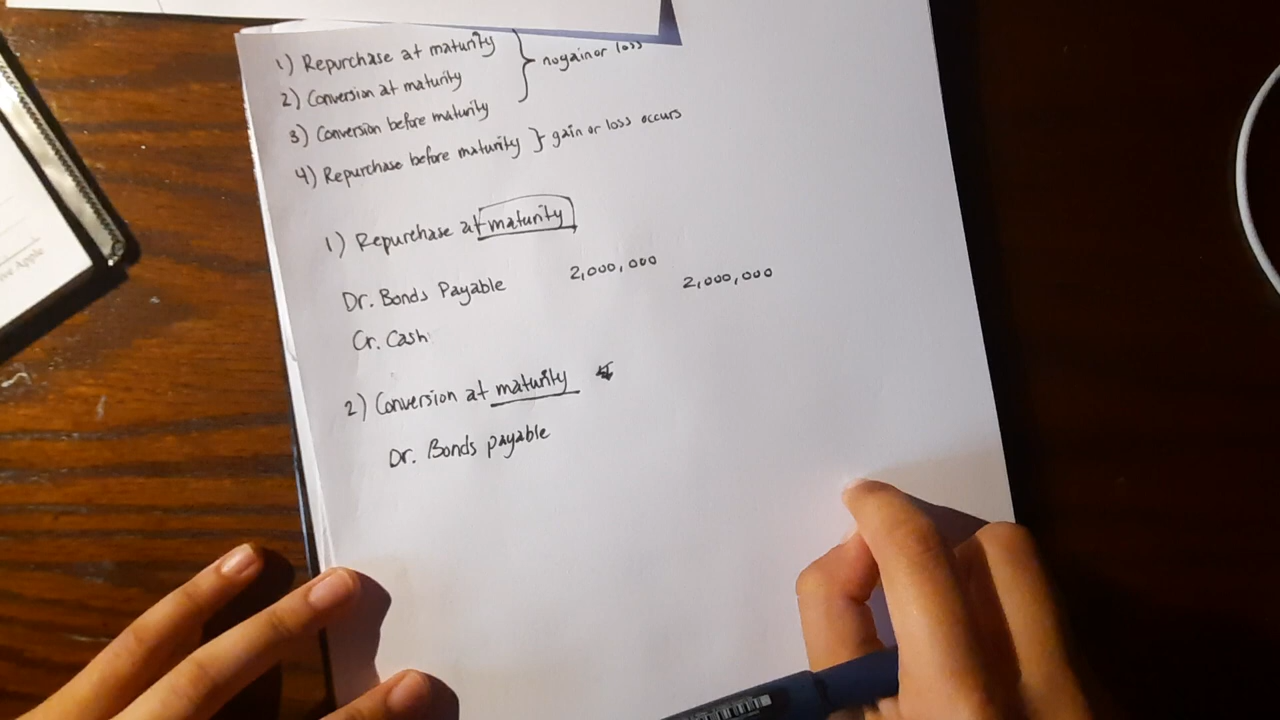 1) Repurchase at maturity
2) Conversion at maturity
} no gain or loss
3) Conversion before maturity
4) Repurchase before maturity } gain or loss occurs
1) Repurchase at maturity
Dr. Bonds Payable 2,000,000
Cr. Cash 2,000,000
2) Conversion at maturity
Dr. Bonds payable
Apple